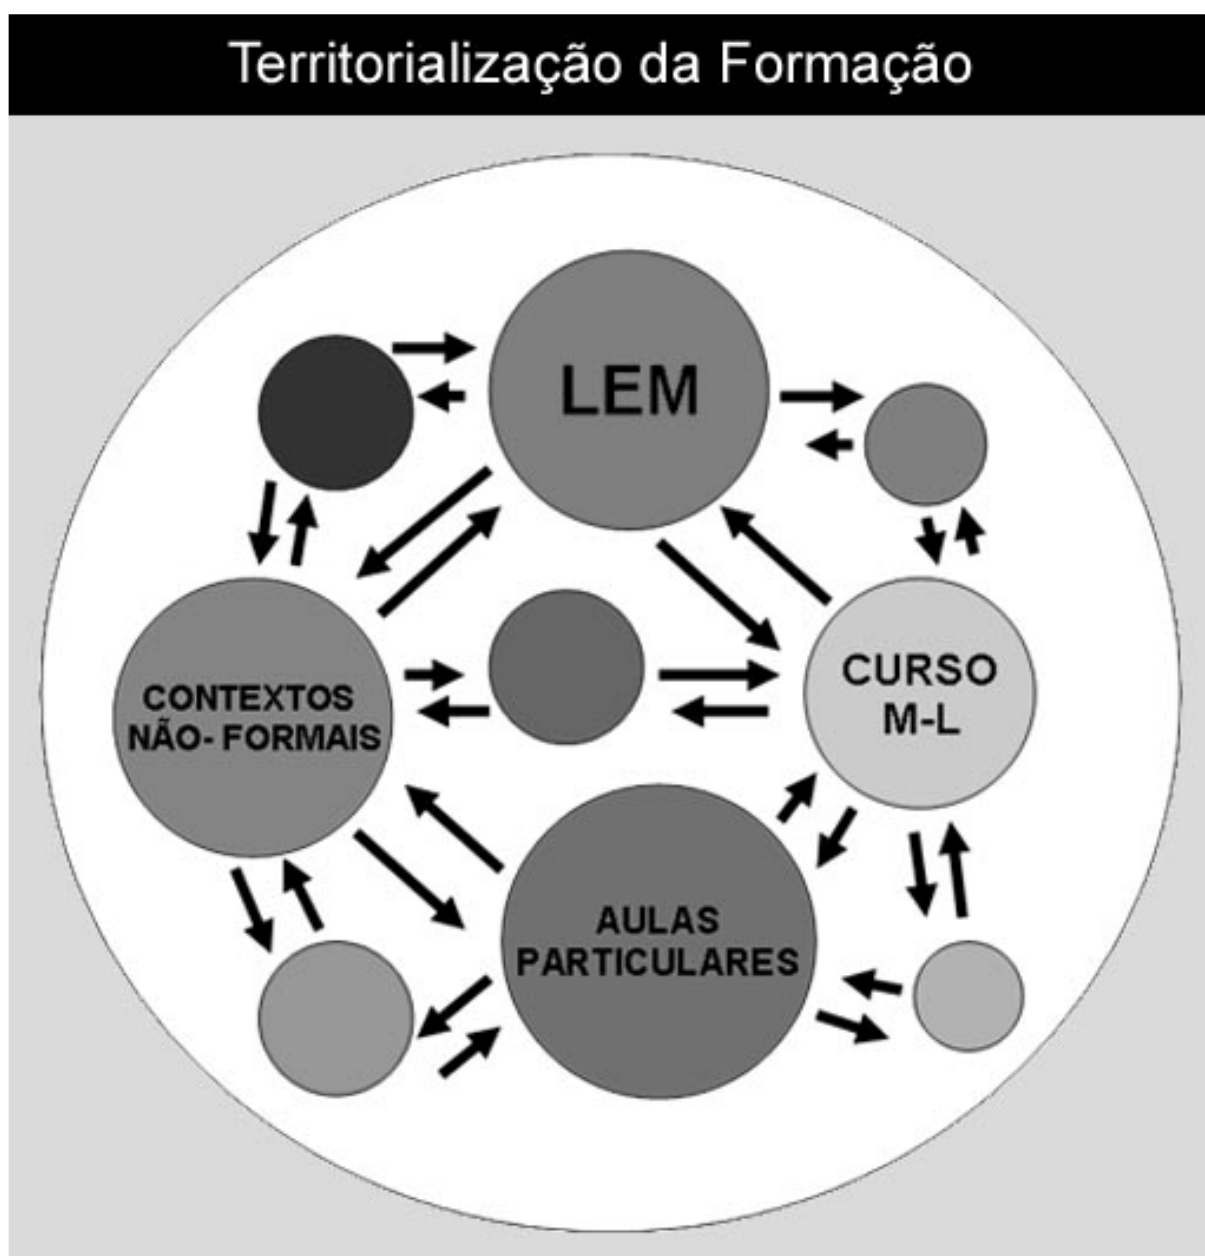 Territorialização da Formação
LEM
CONTEXTOS
NÃO- FORMAIS
CURSO
M-L
AULAS
PARTICULARES